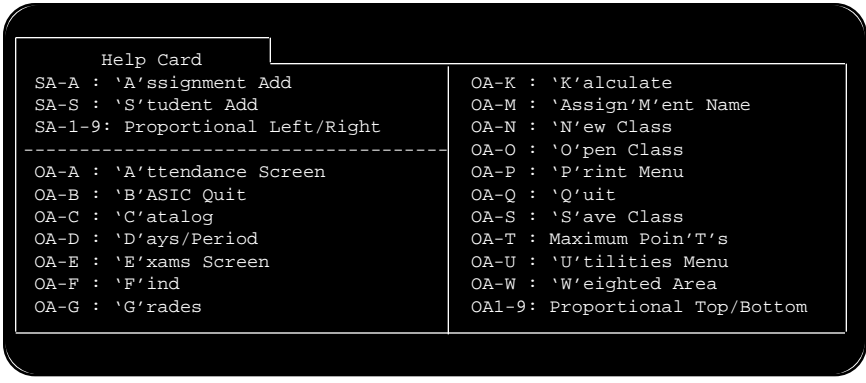 Help Card
SA-A : ‘A’ssignment Add
SA-S : ‘S’tudent Add
SA-1-9: Proportional Left/Right
OA-A : ‘A’ttendance Screen
OA-B : ‘B’ASIC Quit
OA-C : ‘C’atalog
OA-D : ‘D’ays/Period
OA-E : ‘E’xams Screen
OA-F : ‘F’ind
OA-G : ‘G’rades
OA-K : ‘K’alculate
OA-M : ‘Assign’M’ent Name
OA-N : ‘N’ew Class
OA-O : ‘O’pen Class
OA-P : ‘P’rint Menu
OA-Q : ‘Q’uit
OA-S : ‘S’ave Class
OA-T : Maximum Poin’T’s
OA-U : ‘U’tilities Menu
OA-W : ‘W’eighted Area
OA1-9: Proportional Top/Bottom